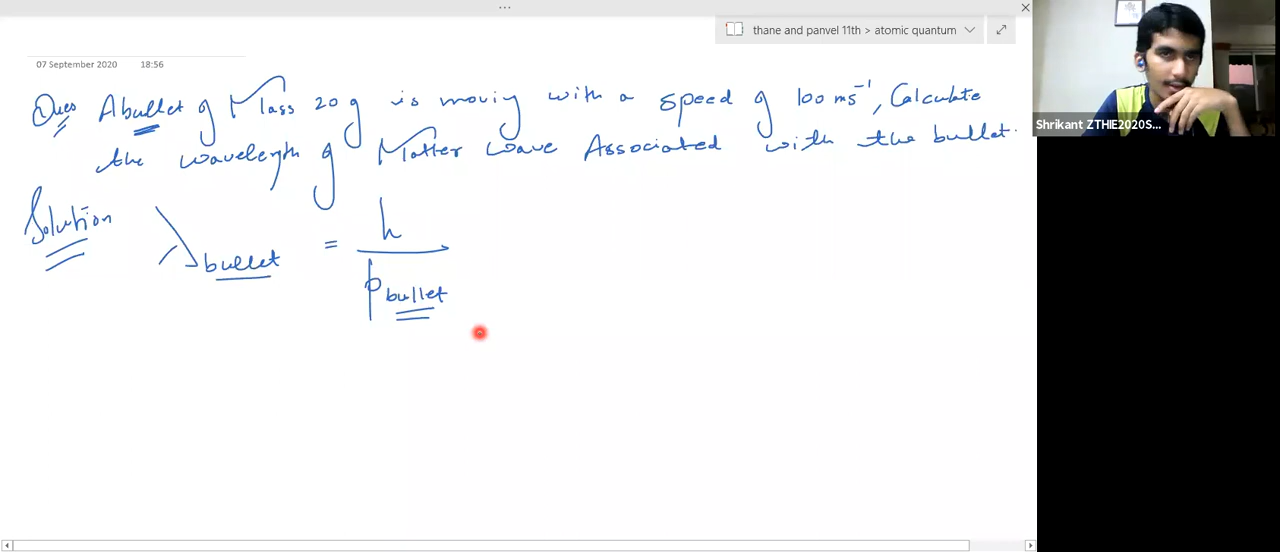 ...
thane and panvel 11th > atomic quantum
07 September 2020 18:56
Ques A bullet of Mass 20 g is moving with a speed of 100 ms⁻¹, Calculate
the wavelength of Matter wave Associated with the bullet.
Solution λbullet = h
pbullet
Shrikant ZTHIE2020S...